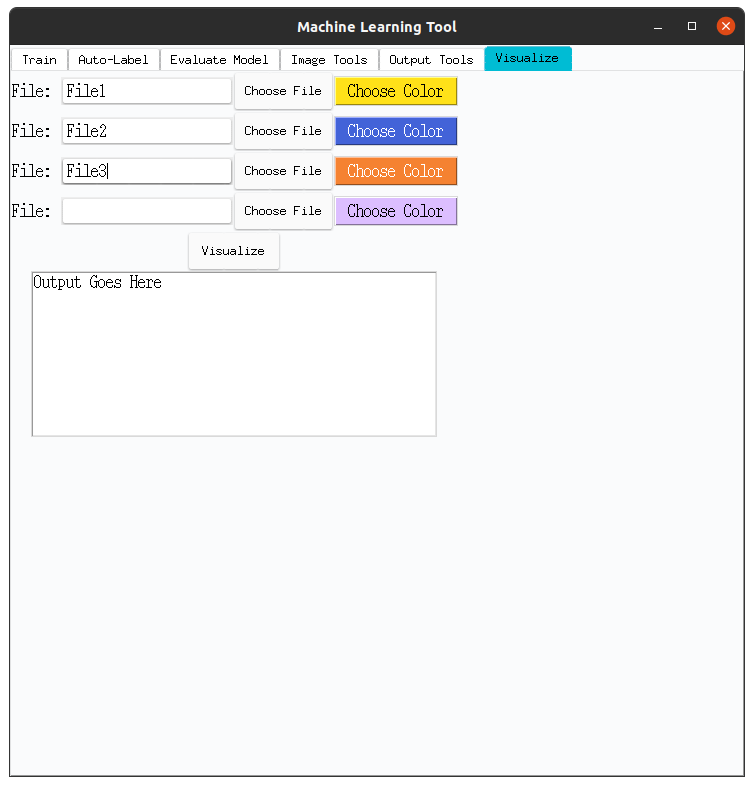 Machine Learning Tool
Train Auto-Label Evaluate Model Image Tools Output Tools Visualize
File: File1 Choose File Choose Color
File: File2 Choose File Choose Color
File: File3 Choose File Choose Color
File: Choose File Choose Color
Visualize
Output Goes Here